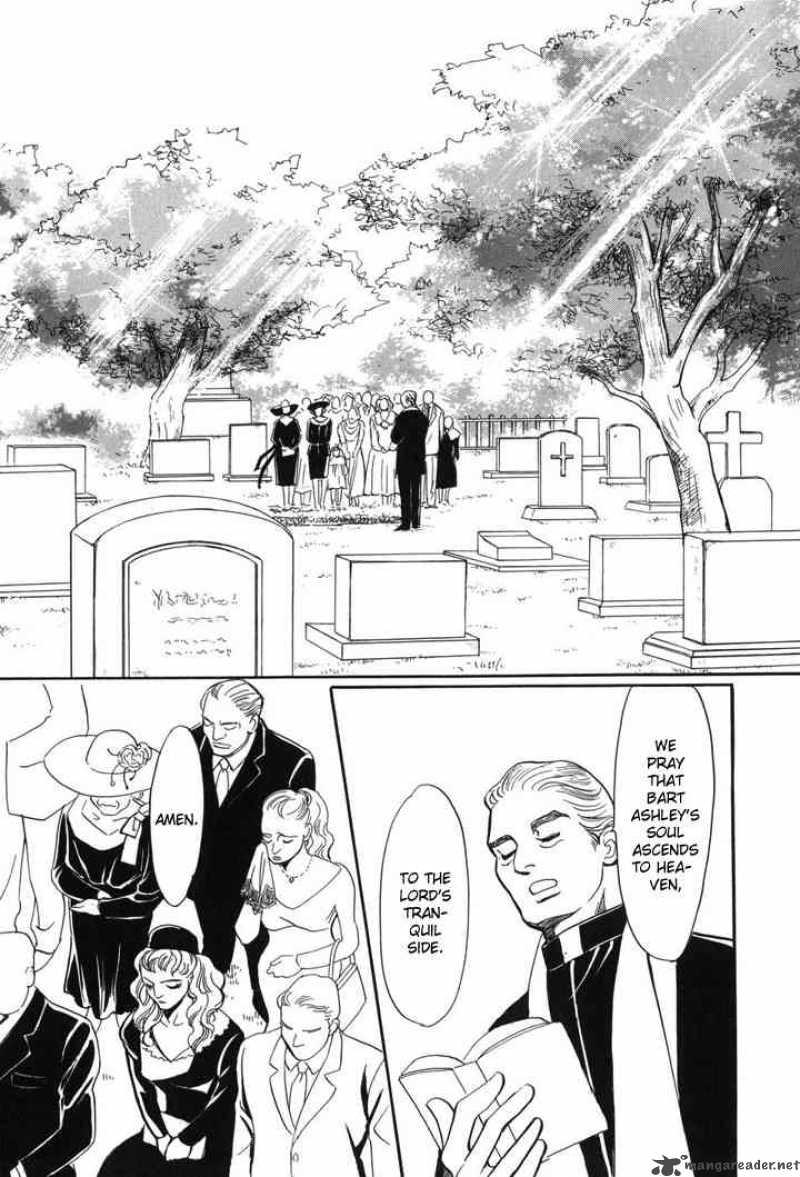 WE
PRAY
THAT
BART
ASHLEY'S
SOUL
ASCENDS
TO HEA-
VEN,
TO THE
LORD'S
TRAN-
QUIL
SIDE.
AMEN.
mangareader.net